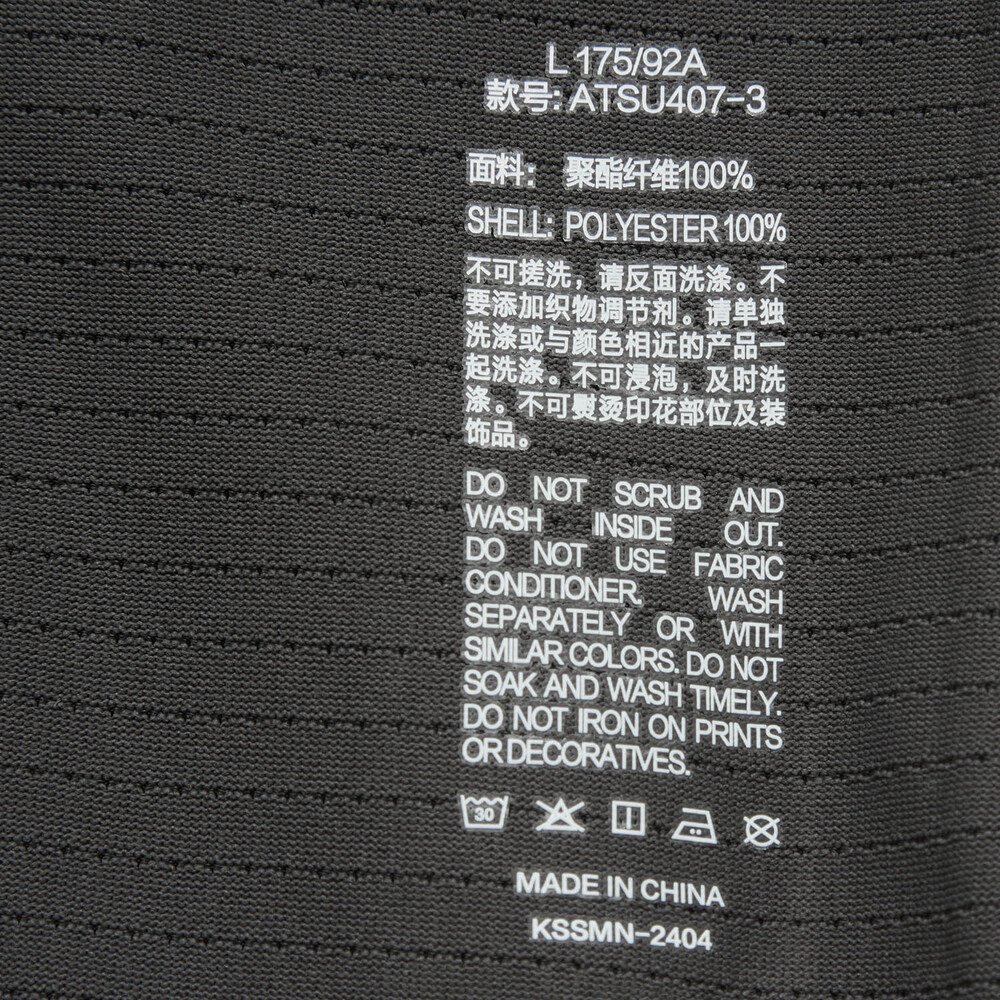 L 175/92A
款号: ATSU407-3
面料: 聚酯纤维100%
SHELL: POLYESTER 100%
不可搓洗，请反面洗涤。不
要添加织物调节剂。请单独
洗涤或与颜色相近的产品一
起洗涤。不可浸泡，及时洗
涤。不可熨烫印花部位及装
饰品。
DO NOT SCRUB AND
WASH INSIDE OUT.
DO NOT USE FABRIC
CONDITIONER, WASH
SEPARATELY OR WITH
SIMILAR COLORS. DO NOT
SOAK AND WASH TIMELY.
DO NOT IRON ON PRINTS
OR DECORATIVES.
30
MADE IN CHINA
KSSMN-2404